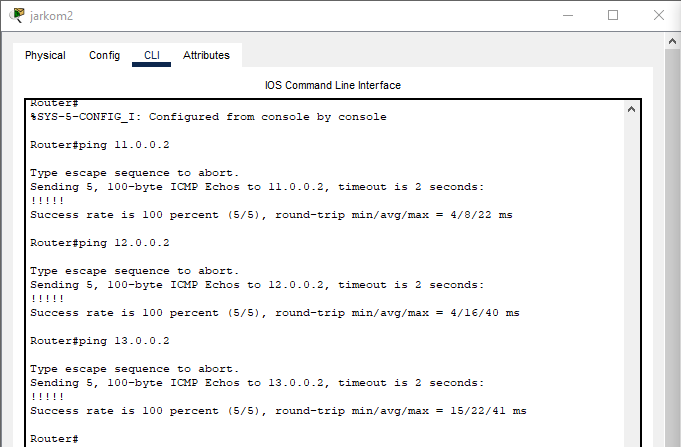 jarkom2
Physical Config CLI Attributes
IOS Command Line Interface
Router#
%SYS-5-CONFIG_I: Configured from console by console
Router#ping 11.0.0.2
Type escape sequence to abort.
Sending 5, 100-byte ICMP Echos to 11.0.0.2, timeout is 2 seconds:
!!!!!
Success rate is 100 percent (5/5), round-trip min/avg/max = 4/8/22 ms
Router#ping 12.0.0.2
Type escape sequence to abort.
Sending 5, 100-byte ICMP Echos to 12.0.0.2, timeout is 2 seconds:
!!!!!
Success rate is 100 percent (5/5), round-trip min/avg/max = 4/16/40 ms
Router#ping 13.0.0.2
Type escape sequence to abort.
Sending 5, 100-byte ICMP Echos to 13.0.0.2, timeout is 2 seconds:
!!!!!
Success rate is 100 percent (5/5), round-trip min/avg/max = 15/22/41 ms
Router#